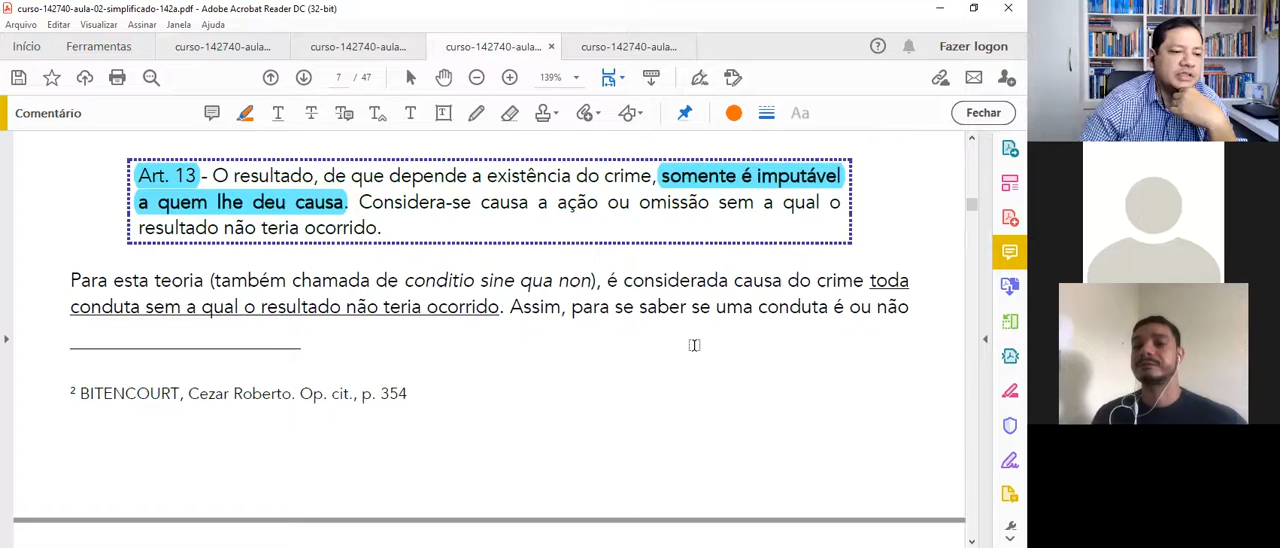 curso-142740-aula-02-simplificado-142a.pdf - Adobe Acrobat Reader DC (32-bit)
Arquivo Editar Visualizar Assinar Janela Ajuda
Início Ferramentas curso-142740-aula... curso-142740-aula... curso-142740-aula... × curso-142740-aula... Fazer logon
7 / 47 139%
Comentário Aa Fechar
Art. 13 - O resultado, de que depende a existência do crime, somente é imputável
a quem lhe deu causa. Considera-se causa a ação ou omissão sem a qual o
resultado não teria ocorrido.
Para esta teoria (também chamada de conditio sine qua non), é considerada causa do crime toda
conduta sem a qual o resultado não teria ocorrido. Assim, para se saber se uma conduta é ou não
² BITENCOURT, Cezar Roberto. Op. cit., p. 354